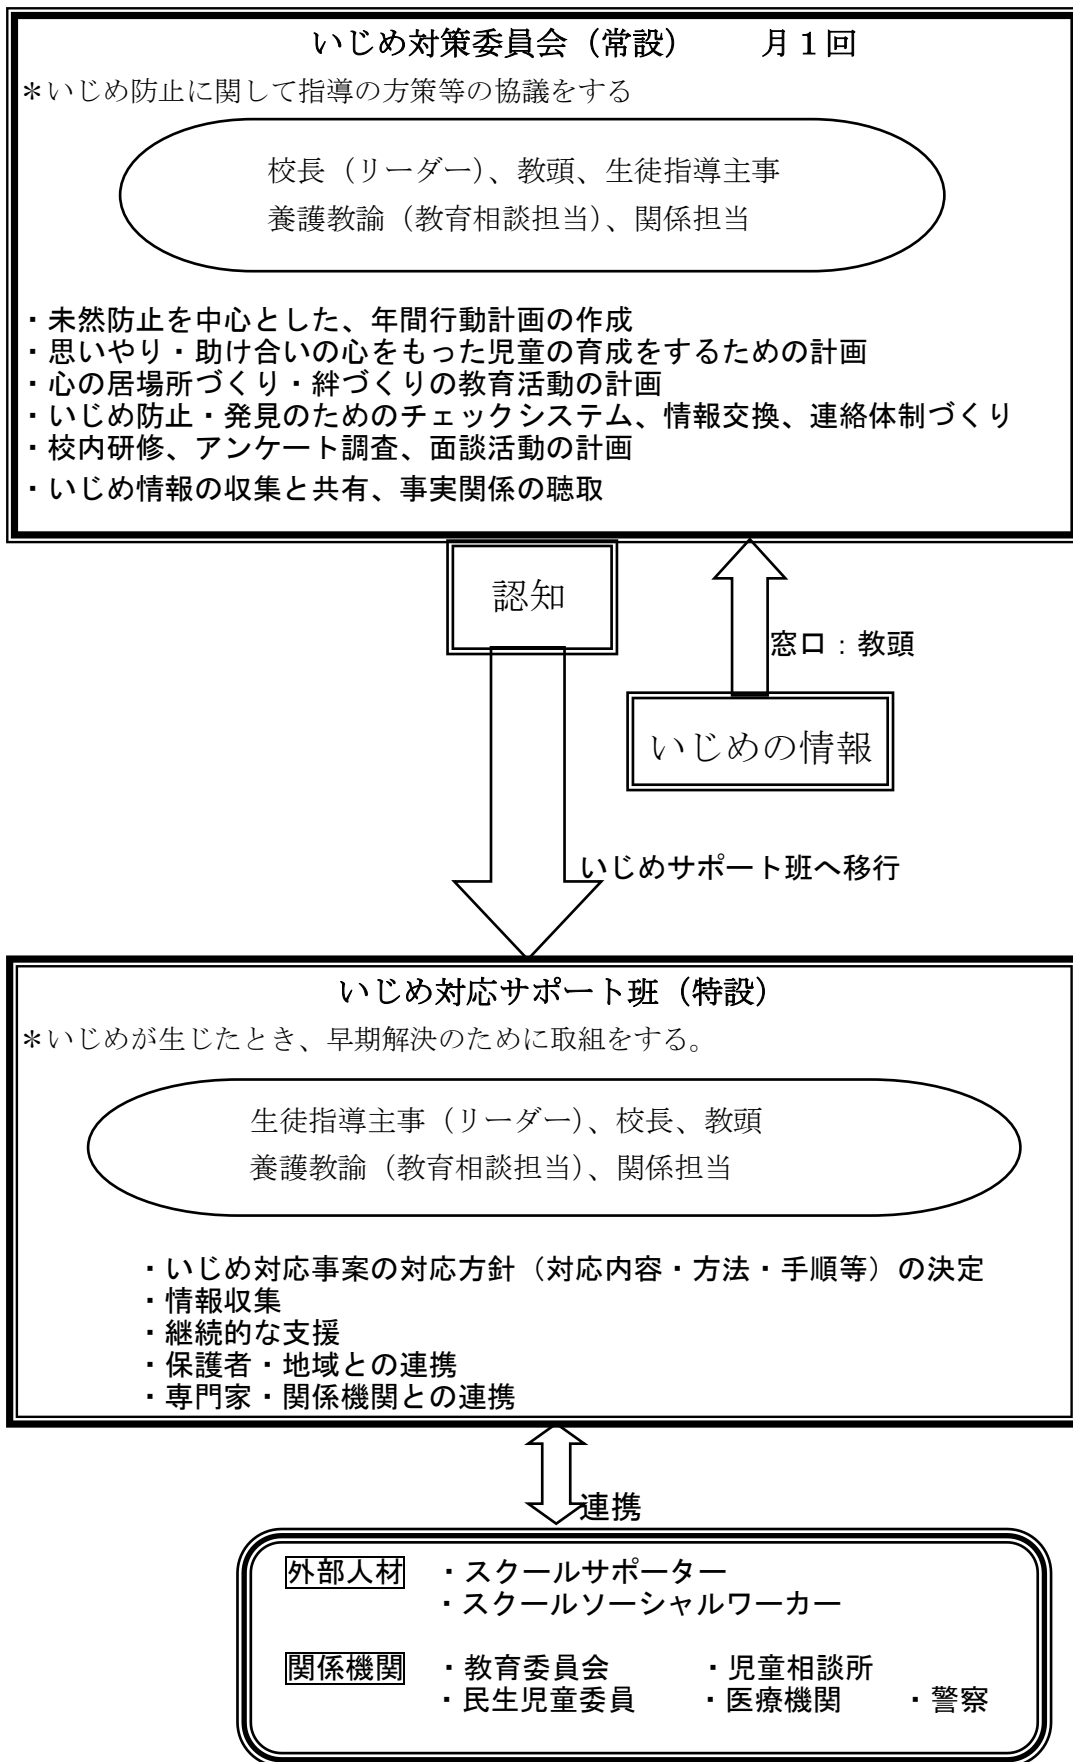 いじめ対策委員会（常設）　　月１回
＊いじめ防止に関して指導の方策等の協議をする
校長（リーダー）、教頭、生徒指導主事
養護教諭（教育相談担当）、関係担当
・未然防止を中心とした、年間行動計画の作成
・思いやり・助け合いの心をもった児童の育成をするための計画
・心の居場所づくり・絆づくりの教育活動の計画
・いじめ防止・発見のためのチェックシステム、情報交換、連絡体制づくり
・校内研修、アンケート調査、面談活動の計画
・いじめ情報の収集と共有、事実関係の聴取
認知
窓口：教頭
いじめの情報
いじめサポート班へ移行
いじめ対応サポート班（特設）
＊いじめが生じたとき、早期解決のために取組をする。
生徒指導主事（リーダー）、校長、教頭
養護教諭（教育相談担当）、関係担当
・いじめ対応事案の対応方針（対応内容・方法・手順等）の決定
・情報収集
・継続的な支援
・保護者・地域との連携
・専門家・関係機関との連携
連携
外部人材　・スクールサポーター
・スクールソーシャルワーカー
関係機関　・教育委員会　　・児童相談所
・民生児童委員　　・医療機関　　・警察